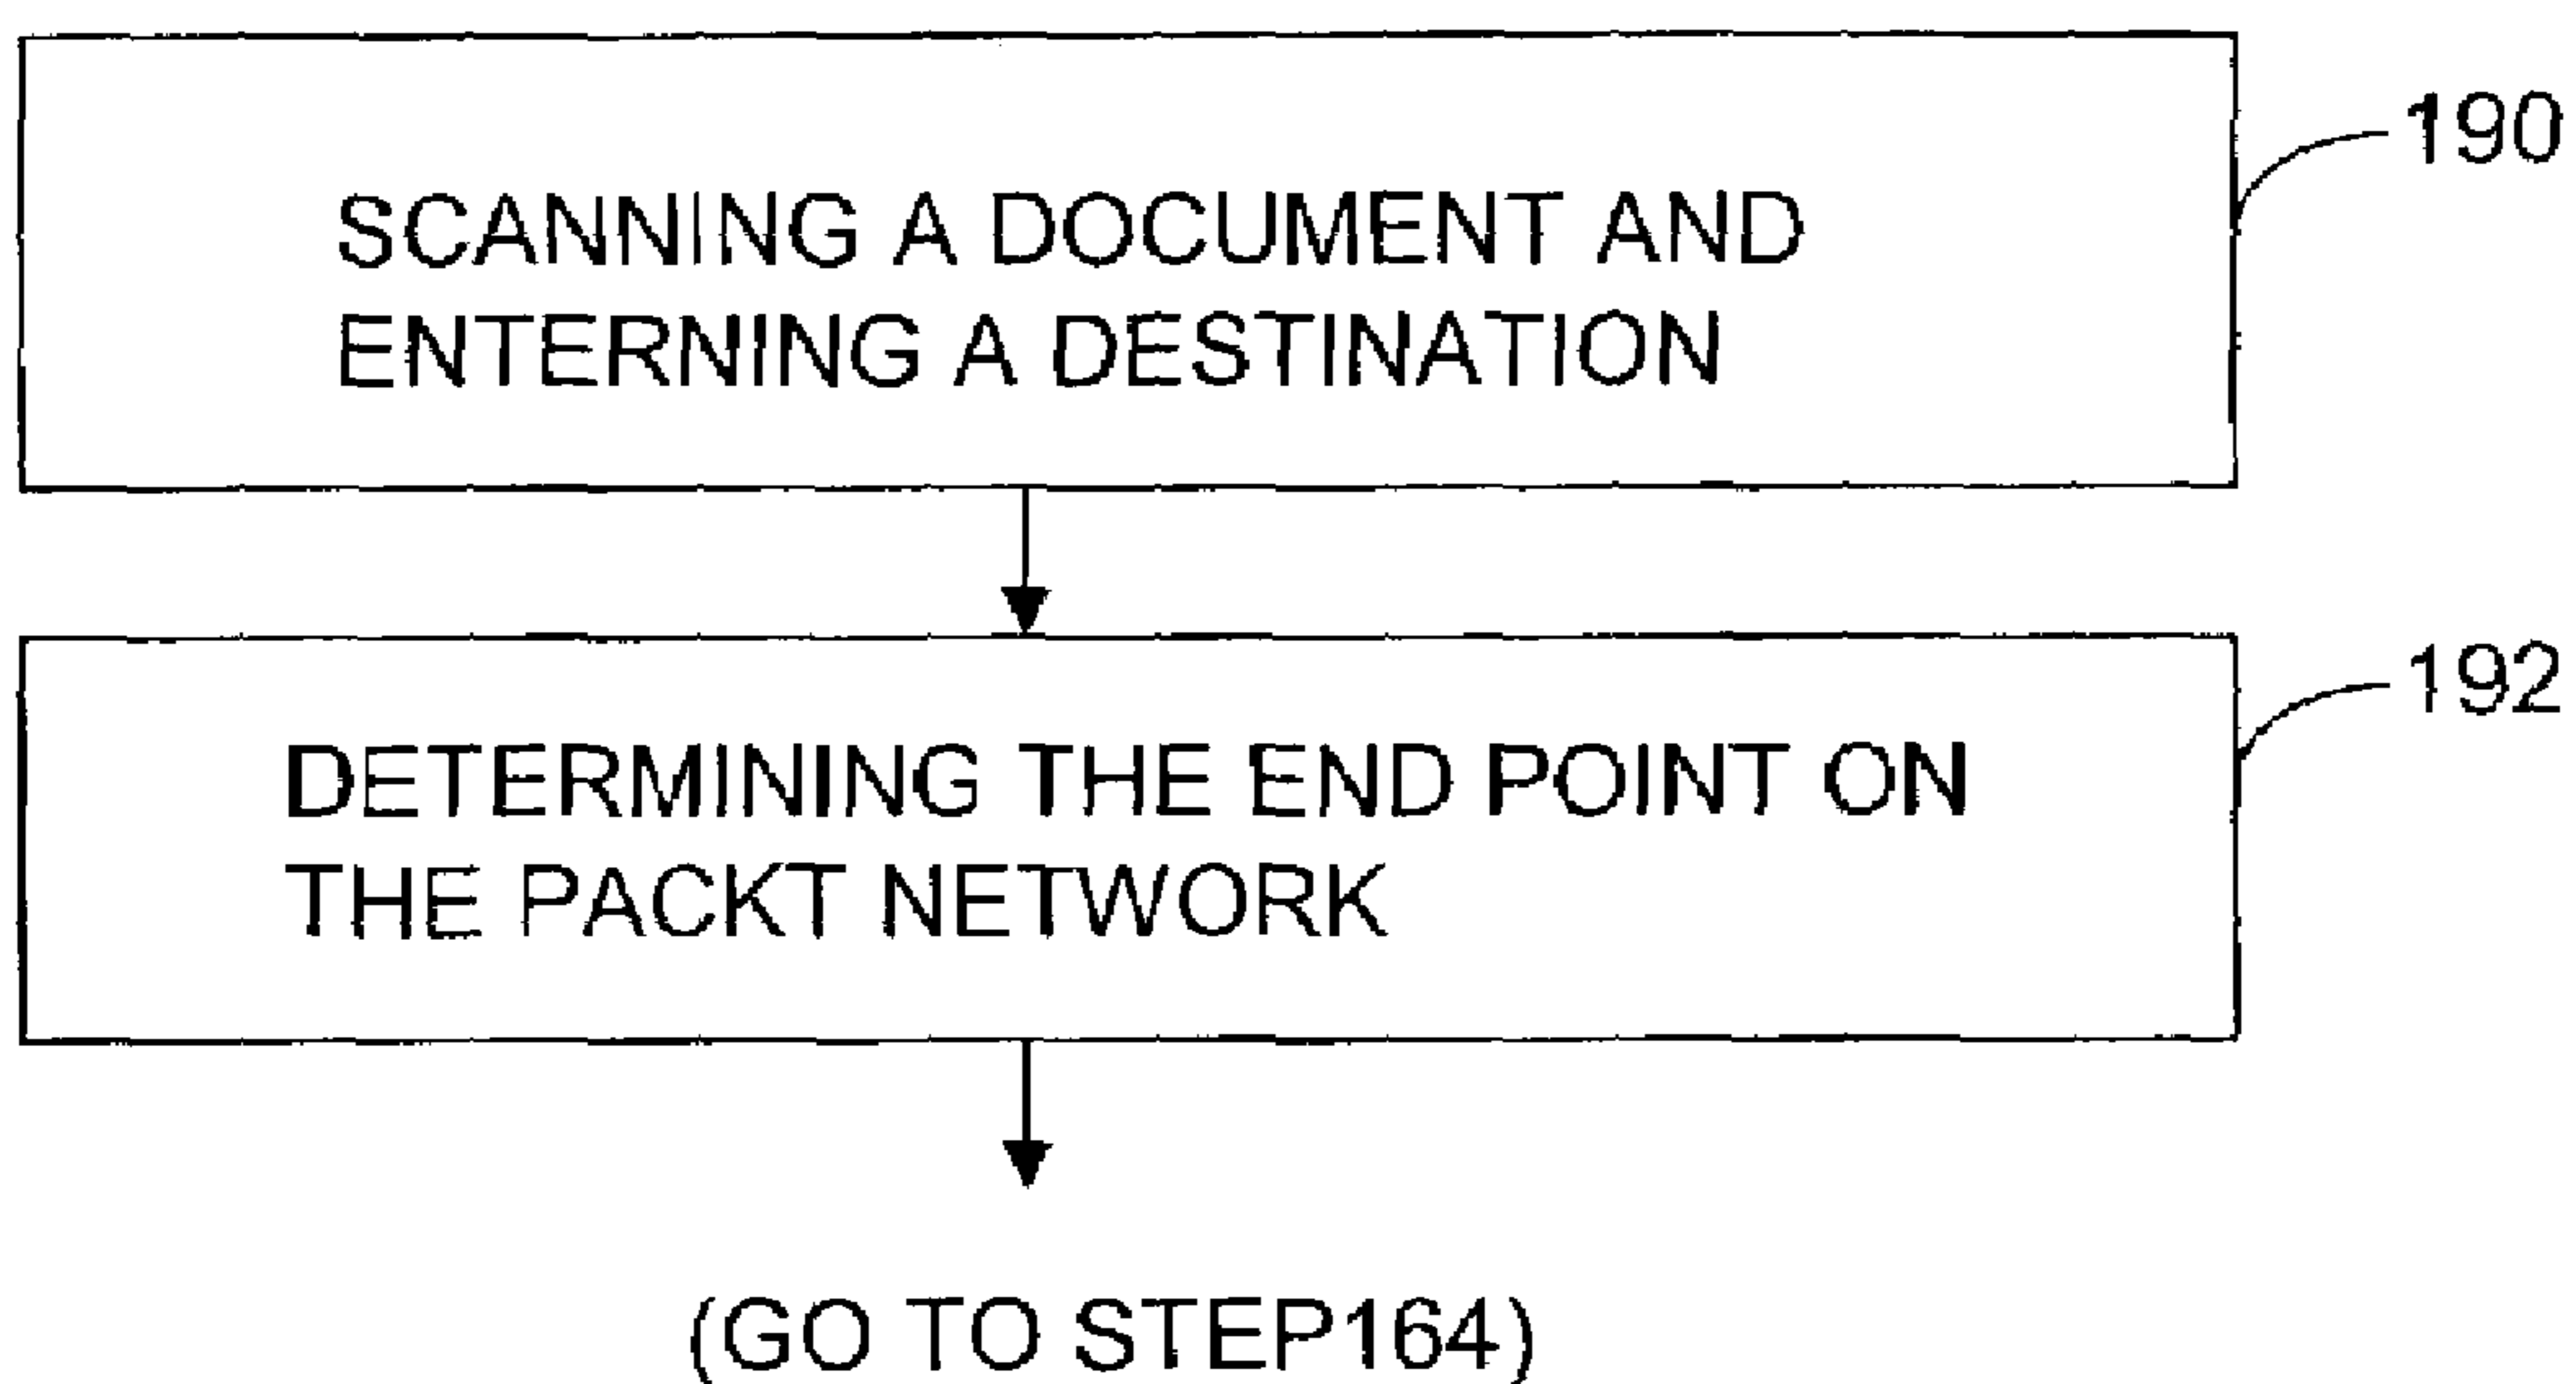 190
SCANNING A DOCUMENT AND
ENTERNING A DESTINATION
192
DETERMINING THE END POINT ON
THE PACKT NETWORK
(GO TO STEP164)